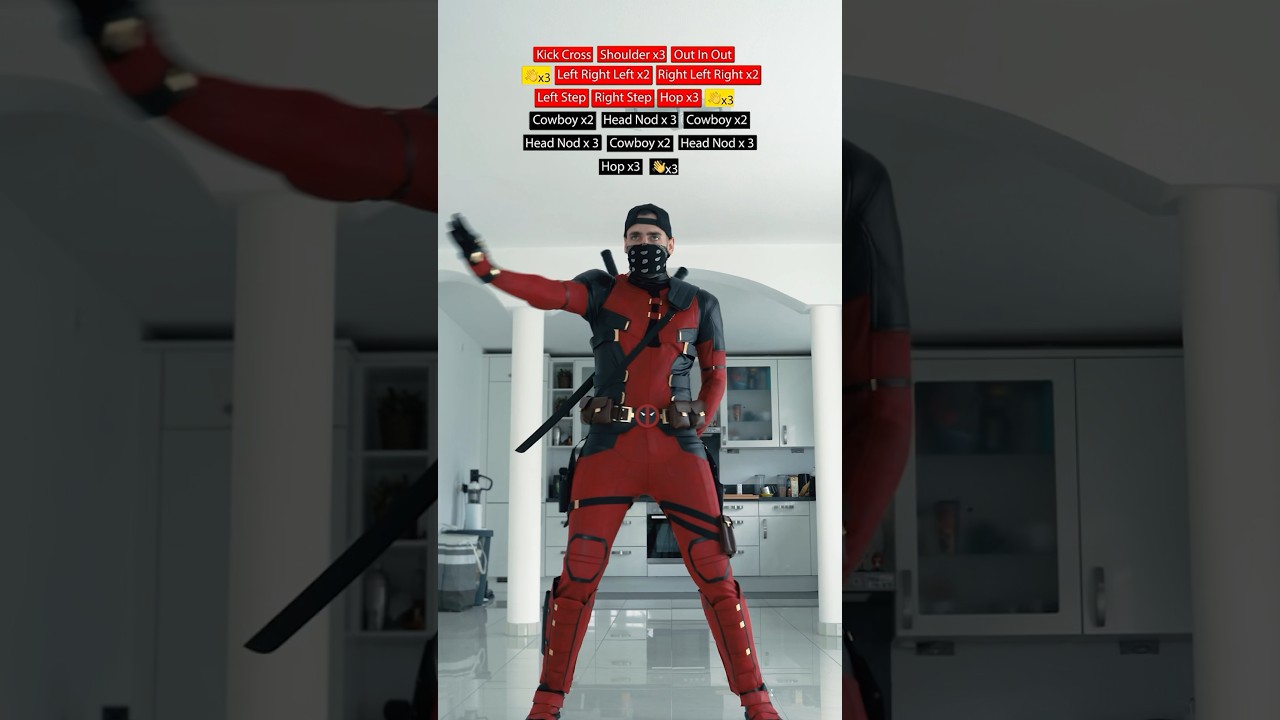 Kick Cross Shoulder x3 Out In Out
👋x3 Left Right Left x2 Right Left Right x2
Left Step Right Step Hop x3 👋x3
Cowboy x2 Head Nod x 3 Cowboy x2
Head Nod x 3 Cowboy x2 Head Nod x 3
Hop x3 👋x3